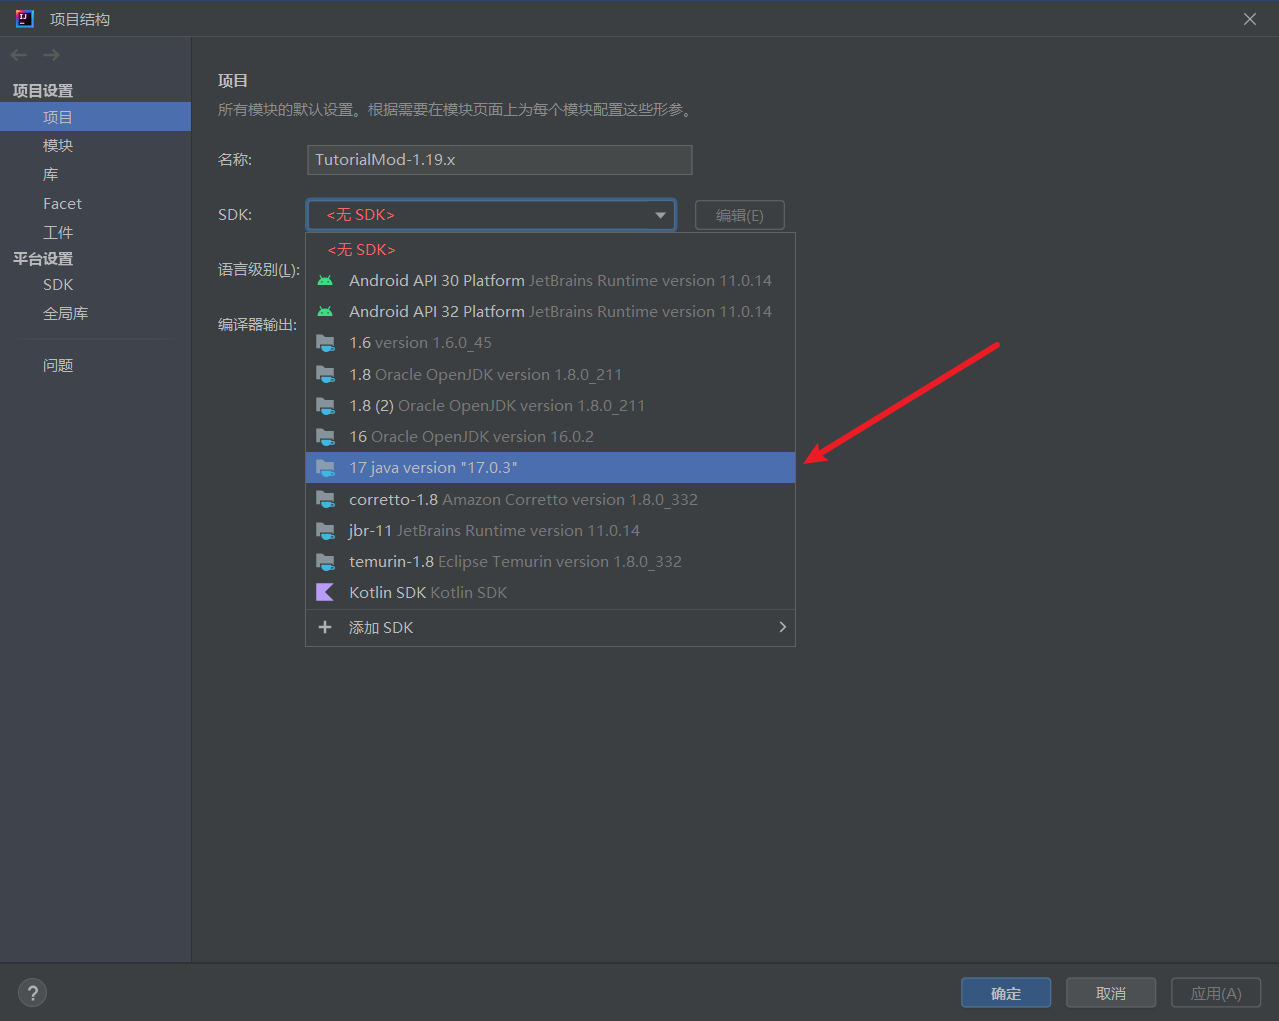 项目结构
项目设置
项目
模块
库
Facet
工件
平台设置
SDK
全局库
问题
项目
所有模块的默认设置。根据需要在模块页面上为每个模块配置这些形参。
名称: TutorialMod-1.19.x
SDK: <无 SDK> 编辑(E)
语言级别(L):
编译器输出:
<无 SDK>
Android API 30 Platform JetBrains Runtime version 11.0.14
Android API 32 Platform JetBrains Runtime version 11.0.14
1.6 version 1.6.0_45
1.8 Oracle OpenJDK version 1.8.0_211
1.8 (2) Oracle OpenJDK version 1.8.0_211
16 Oracle OpenJDK version 16.0.2
17 java version "17.0.3"
corretto-1.8 Amazon Corretto version 1.8.0_332
jbr-11 JetBrains Runtime version 11.0.14
temurin-1.8 Eclipse Temurin version 1.8.0_332
Kotlin SDK Kotlin SDK
添加 SDK
?
确定 取消 应用(A)